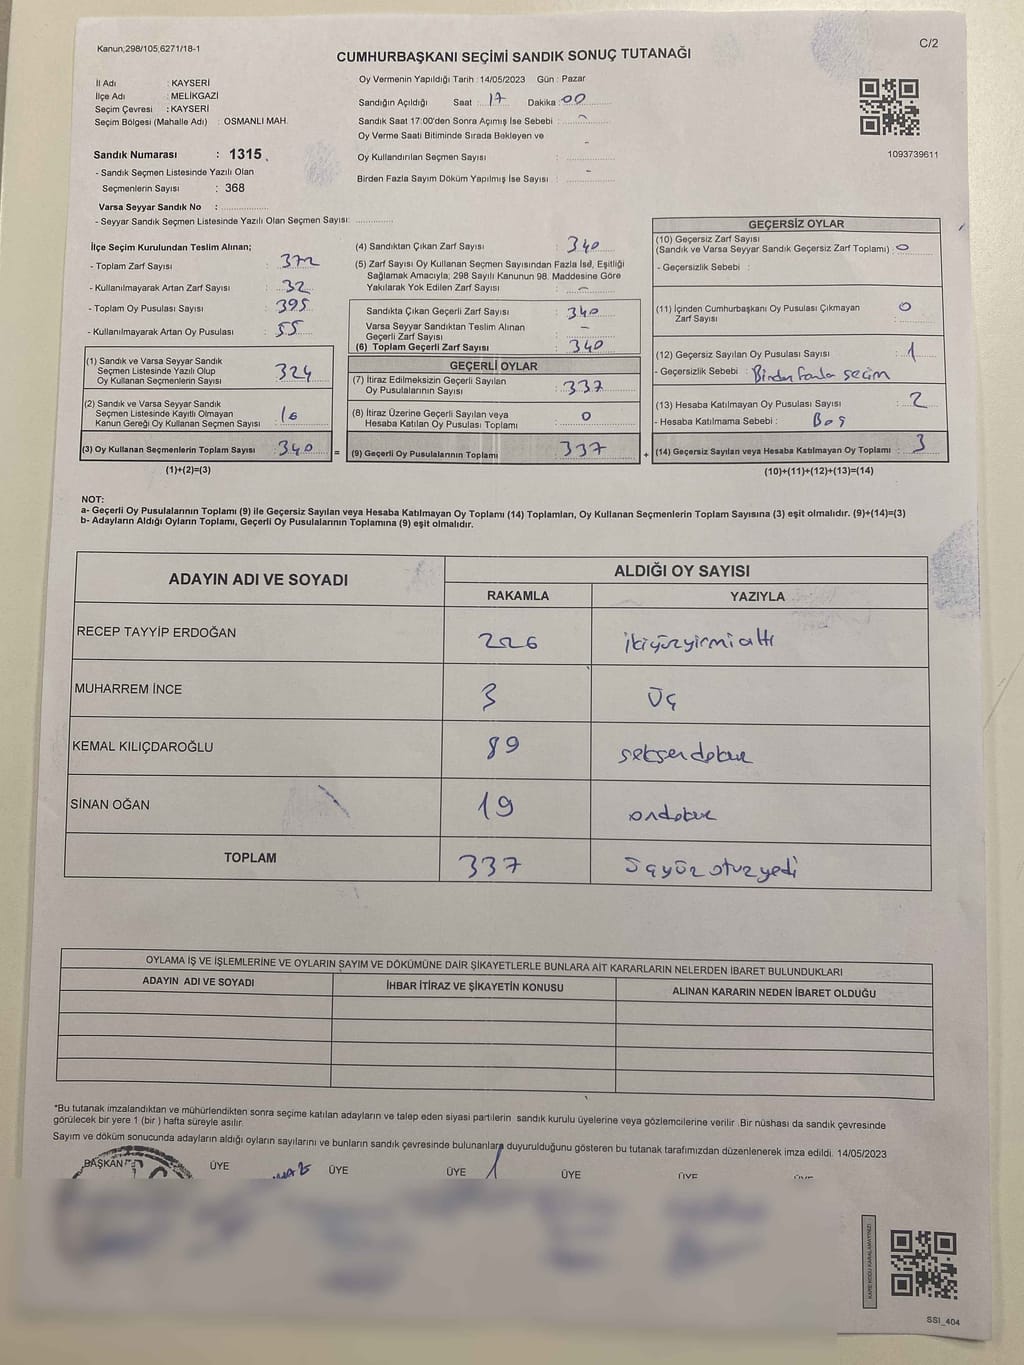 Kanun;298/105,6271/18-1
C/2
CUMHURBAŞKANI SEÇİMİ SANDIK SONUÇ TUTANAĞI
İl Adı : KAYSERİ
İlçe Adı : MELİKGAZİ
Seçim Çevresi : KAYSERİ
Seçim Bölgesi (Mahalle Adı) : OSMANLI MAH.
Oy Vermenin Yapıldığı Tarih : 14/05/2023 Gün : Pazar
Sandığın Açıldığı Saat : 17 Dakika : 00
Sandık Saat 17:00'den Sonra Açımış İse Sebebi : -
Oy Verme Saati Bitiminde Sırada Bekleyen ve
Oy Kullandırılan Seçmen Sayısı : -
Birden Fazla Sayım Döküm Yapılmış İse Sayısı : -
1093739611
Sandık Numarası : 1315
- Sandık Seçmen Listesinde Yazılı Olan
Seçmenlerin Sayısı : 368
Varsa Seyyar Sandık No :
- Seyyar Sandık Seçmen Listesinde Yazılı Olan Seçmen Sayısı:
İlçe Seçim Kurulundan Teslim Alınan;
- Toplam Zarf Sayısı : 372
- Kullanılmayarak Artan Zarf Sayısı : 32
- Toplam Oy Pusulası Sayısı : 395
- Kullanılmayarak Artan Oy Pusulası : 55
(1) Sandık ve Varsa Seyyar Sandık
Seçmen Listesinde Yazılı Olup
Oy Kullanan Seçmenlerin Sayısı : 324
(2) Sandık ve Varsa Seyyar Sandık
Seçmen Listesinde Kayıtlı Olmayan
Kanun Gereği Oy Kullanan Seçmen Sayısı : 16
(3) Oy Kullanan Seçmenlerin Toplam Sayısı : 340 =
(1)+(2)=(3)
(4) Sandıktan Çıkan Zarf Sayısı : 340
(5) Zarf Sayısı Oy Kullanan Seçmen Sayısından Fazla İse, Eşitliği
Sağlamak Amacıyla; 298 Sayılı Kanunun 98. Maddesine Göre
Yakılarak Yok Edilen Zarf Sayısı : -
Sandıkta Çıkan Geçerli Zarf Sayısı : 340
Varsa Seyyar Sandıktan Teslim Alınan
Geçerli Zarf Sayısı : -
(6) Toplam Geçerli Zarf Sayısı : 340
GEÇERLİ OYLAR
(7) İtiraz Edilmeksizin Geçerli Sayılan
Oy Pusulalarının Sayısı : 337
(8) İtiraz Üzerine Geçerli Sayılan veya
Hesaba Katılan Oy Pusulası Toplamı : 0
(9) Geçerli Oy Pusulalarının Toplamı : 337 +
GEÇERSİZ OYLAR
(10) Geçersiz Zarf Sayısı
(Sandık ve Varsa Seyyar Sandık Geçersiz Zarf Toplamı) : 0
- Geçersizlik Sebebi :
(11) İçinden Cumhurbaşkanı Oy Pusulası Çıkmayan
Zarf Sayısı : 0
(12) Geçersiz Sayılan Oy Pusulası Sayısı : 1
- Geçersizlik Sebebi : Birden fazla seçim
(13) Hesaba Katılmayan Oy Pusulası Sayısı : 2
- Hesaba Katılmama Sebebi : Boş
(14) Geçersiz Sayılan veya Hesaba Katılmayan Oy Toplamı : 3
(10)+(11)+(12)+(13)=(14)
NOT:
a- Geçerli Oy Pusulalarının Toplamı (9) ile Geçersiz Sayılan veya Hesaba Katılmayan Oy Toplamı (14) Toplamları, Oy Kullanan Seçmenlerin Toplam Sayısına (3) eşit olmalıdır. (9)+(14)=(3)
b- Adayların Aldığı Oyların Toplamı, Geçerli Oy Pusulalarının Toplamına (9) eşit olmalıdır.
ADAYIN ADI VE SOYADI
ALDIĞI OY SAYISI
RAKAMLA YAZIYLA
RECEP TAYYİP ERDOĞAN 226 ikiyüzyirmialtı
MUHARREM İNCE 3 Üç
KEMAL KILIÇDAROĞLU 89 seksendokuz
SİNAN OĞAN 19 ondokuz
TOPLAM 337 üçyüz otuzyedi
OYLAMA İŞ VE İŞLEMLERİNE VE OYLARIN SAYIM VE DÖKÜMÜNE DAİR ŞİKAYETLERLE BUNLARA AİT KARARLARIN NELERDEN İBARET BULUNDUKLARI
ADAYIN ADI VE SOYADI
İHBAR İTİRAZ VE ŞİKAYETİN KONUSU
ALINAN KARARIN NEDEN İBARET OLDUĞU
*Bu tutanak imzalandıktan ve mühürlendikten sonra seçime katılan adayların ve talep eden siyasi partilerin sandık kurulu üyelerine veya gözlemcilerine verilir. Bir nüshası da sandık çevresinde
görülecek bir yere 1 (bir ) hafta süreyle asılır.
Sayım ve döküm sonucunda adayların aldığı oyların sayılarını ve bunların sandık çevresinde bulunanlara duyurulduğunu gösteren bu tutanak tarafımızdan düzenlenerek imza edildi. 14/05/2023
BAŞKAN ÜYE ÜYE ÜYE ÜYE ÜYE ÜYE
SSI_404